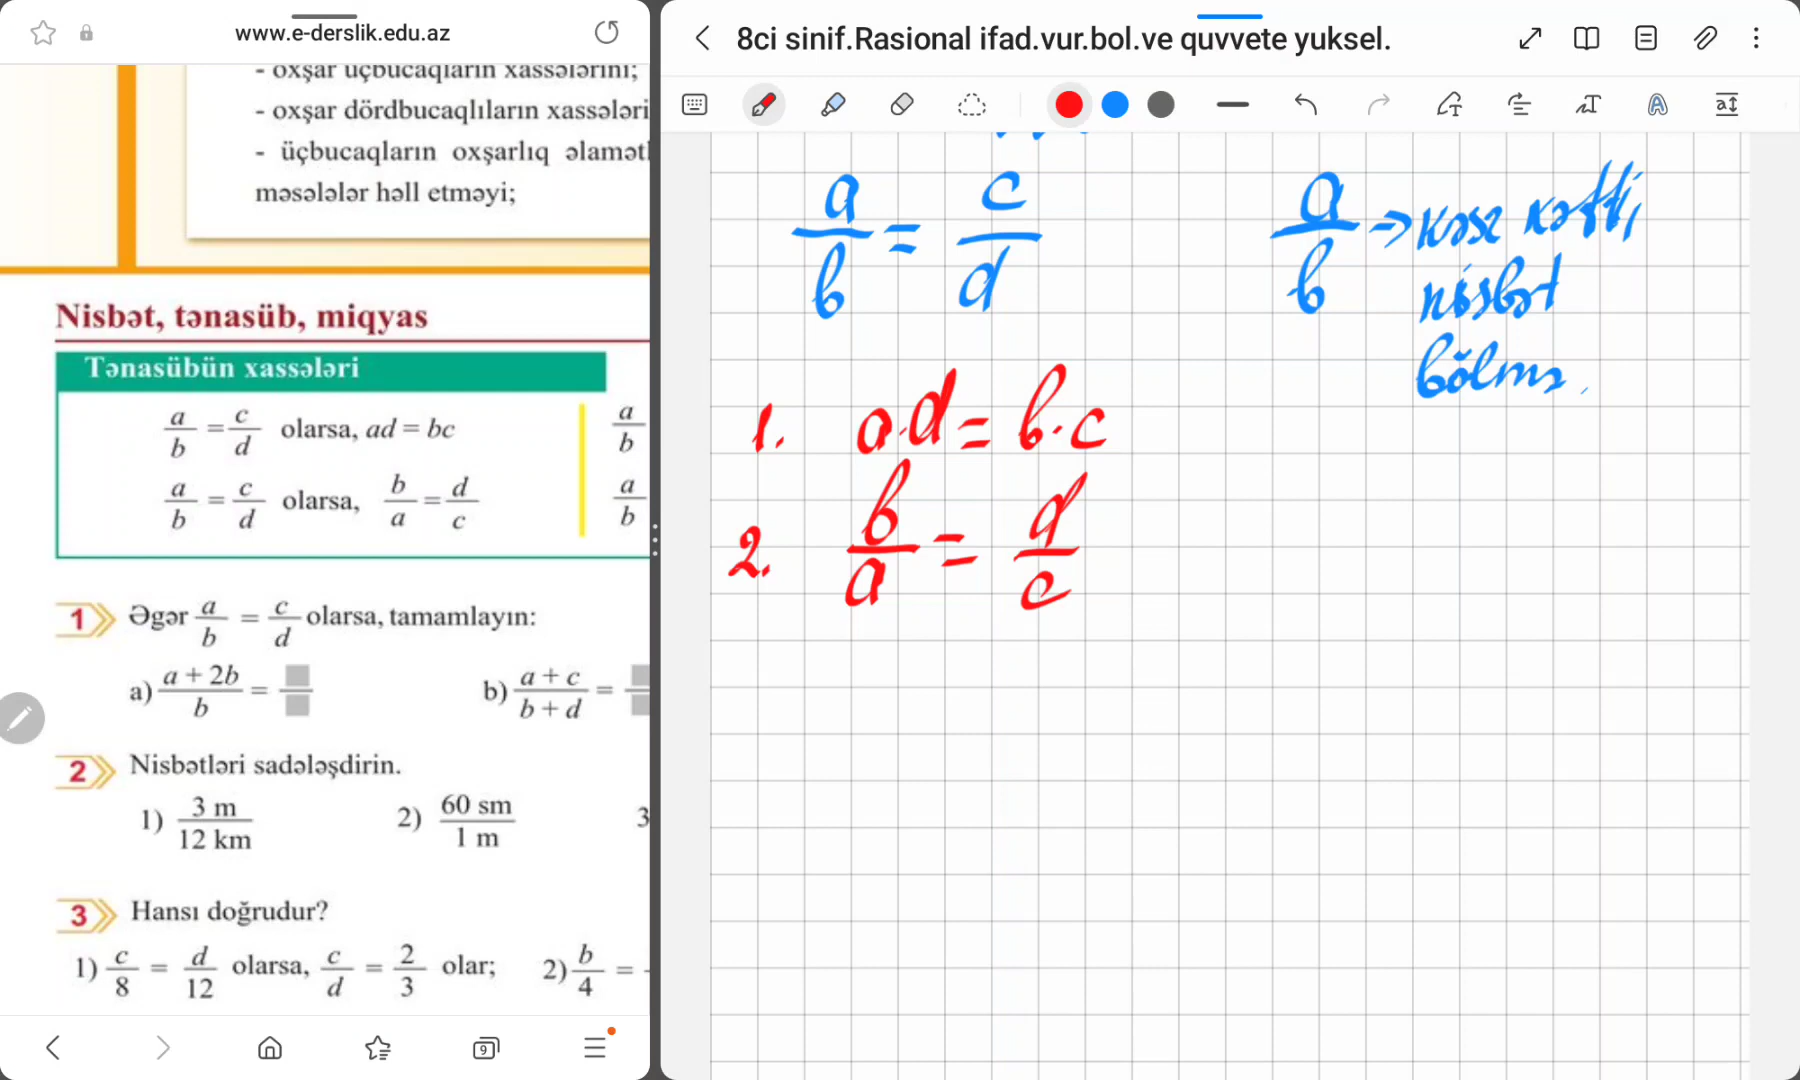 www.e-derslik.edu.az
- oxşar üçbucaqların xassələrini;
- oxşar dördbucaqlıların xassələri
- üçbucaqların oxşarlıq əlamətl
məsələlər həll etməyi;
Nisbət, tənasüb, miqyas
Tənasübün xassələri
a/b = c/d olarsa, ad = bc a/b
a/b = c/d olarsa, b/a = d/c a/b
1 Əgər a/b = c/d olarsa, tamamlayın:
a) (a + 2b)/b = b) (a + c)/(b + d) =
2 Nisbətləri sadələşdirin.
1) 3 m/12 km 2) 60 sm/1 m 3
3 Hansı doğrudur?
1) c/8 = d/12 olarsa, c/d = 2/3 olar; 2) b/4 =
9
8ci sinif.Rasional ifad.vur.bol.ve quvvete yuksel.
a/b = c/d
a/b → kəsr xətti,
nisbət
bölmə.
1. a·d = b·c
2. b/a = d/c